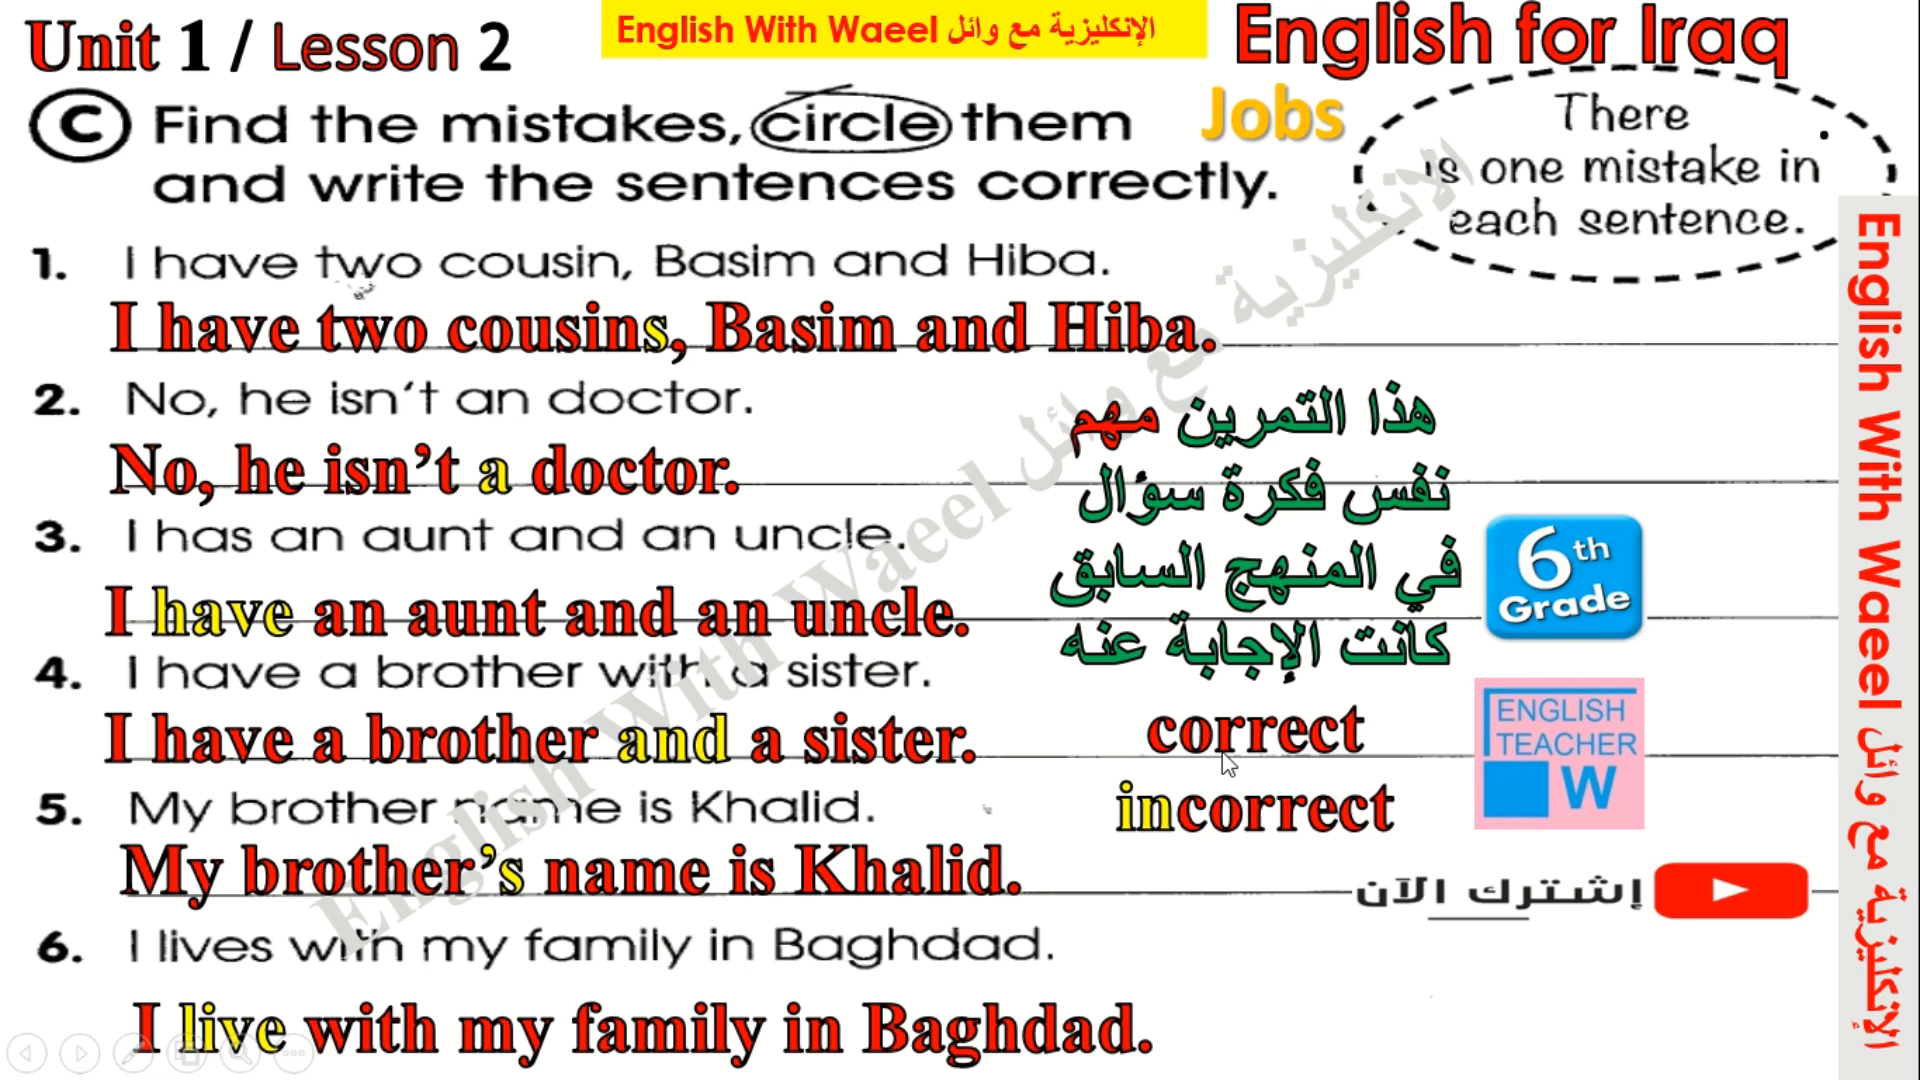 Unit 1 / Lesson 2
English With Waeel الإنكليزية مع وائل
English for Iraq
Jobs
C Find the mistakes, circle them
and write the sentences correctly.
There
is one mistake in
each sentence.
1. I have two cousin, Basim and Hiba.
I have two cousins, Basim and Hiba.
2. No, he isn't an doctor.
No, he isn't a doctor.
3. I has an aunt and an uncle.
I have an aunt and an uncle.
4. I have a brother with a sister.
I have a brother and a sister.
5. My brother name is Khalid.
My brother's name is Khalid.
6. I lives with my family in Baghdad.
I live with my family in Baghdad.
هذا التمرين مهم
نفس فكرة سؤال
في المنهج السابق
كانت الإجابة عنه
correct
incorrect
6th
Grade
ENGLISH
TEACHER
W
إشترك الآن
English With Waeel الإنكليزية مع وائل
English With Waeel الانكليزية مع وائل